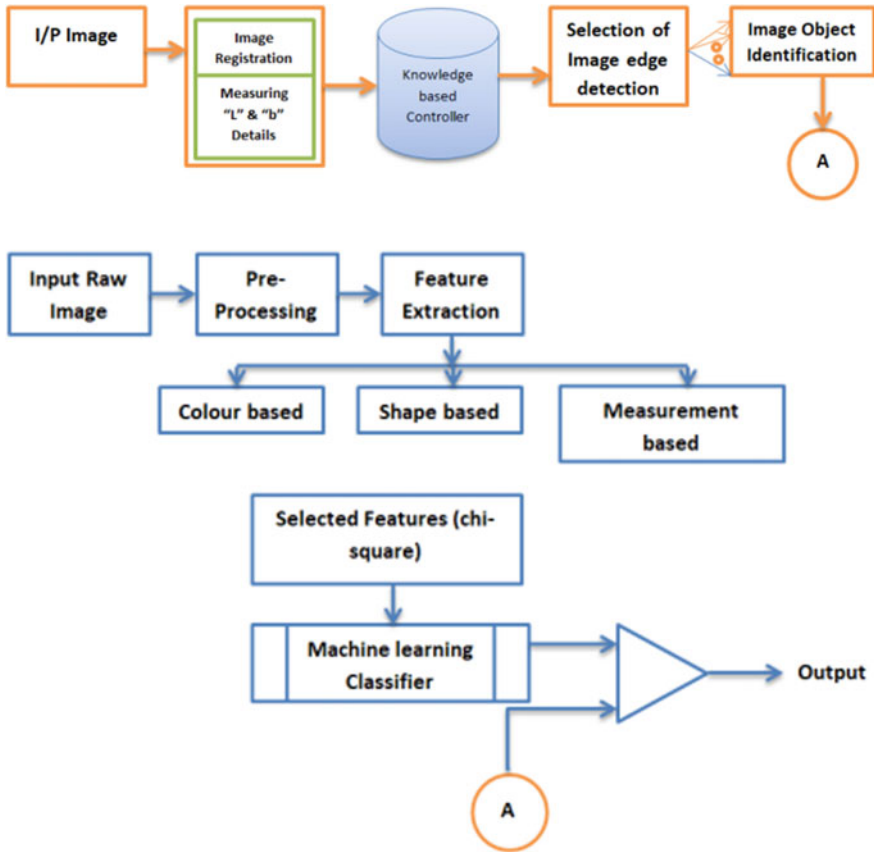 I/P Image
Image
Registration
Measuring
“L” & “b”
Details
Knowledge
based
Controller
Selection of
Image edge
detection
Image Object
Identification
A
Input Raw
Image
Pre-
Processing
Feature
Extraction
Colour based
Shape based
Measurement
based
Selected Features (chi-
square)
Machine learning
Classifier
Output
A